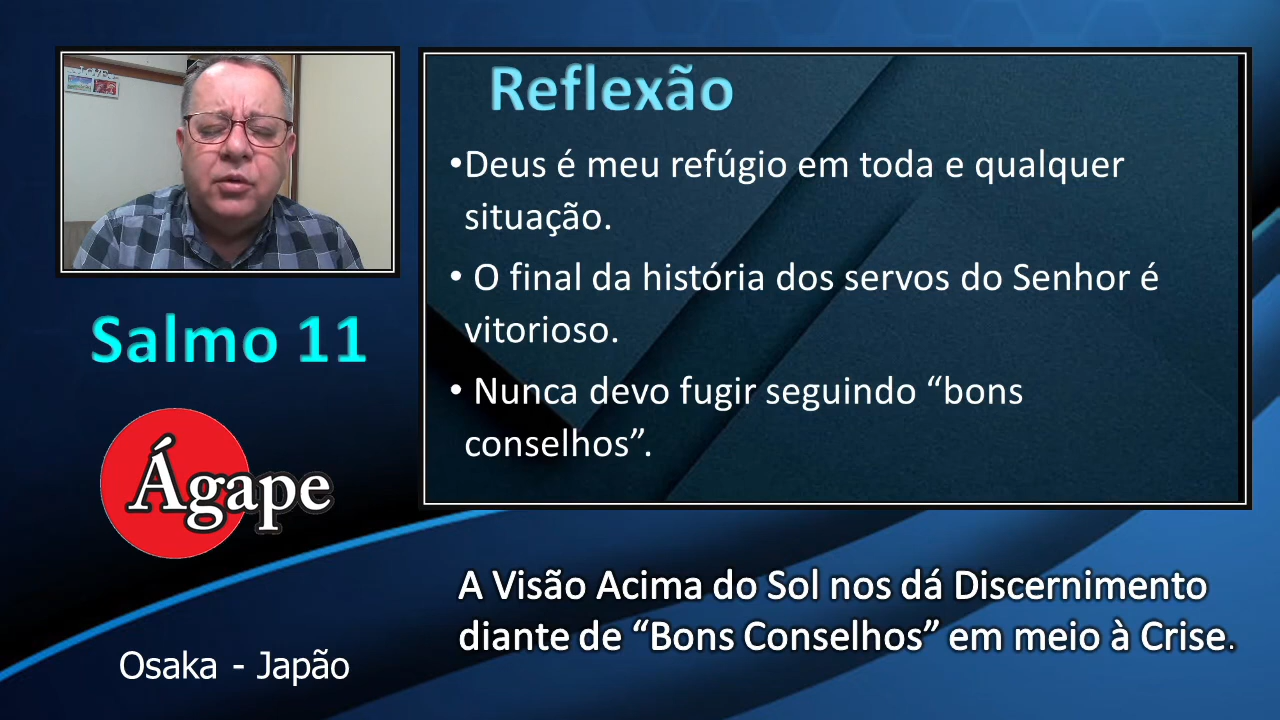 LOVE
Reflexão
•Deus é meu refúgio em toda e qualquer
situação.
• O final da história dos servos do Senhor é
vitorioso.
• Nunca devo fugir seguindo “bons
conselhos”.
Salmo 11
Ágape
A Visão Acima do Sol nos dá Discernimento
diante de “Bons Conselhos” em meio à Crise.
Osaka - Japão